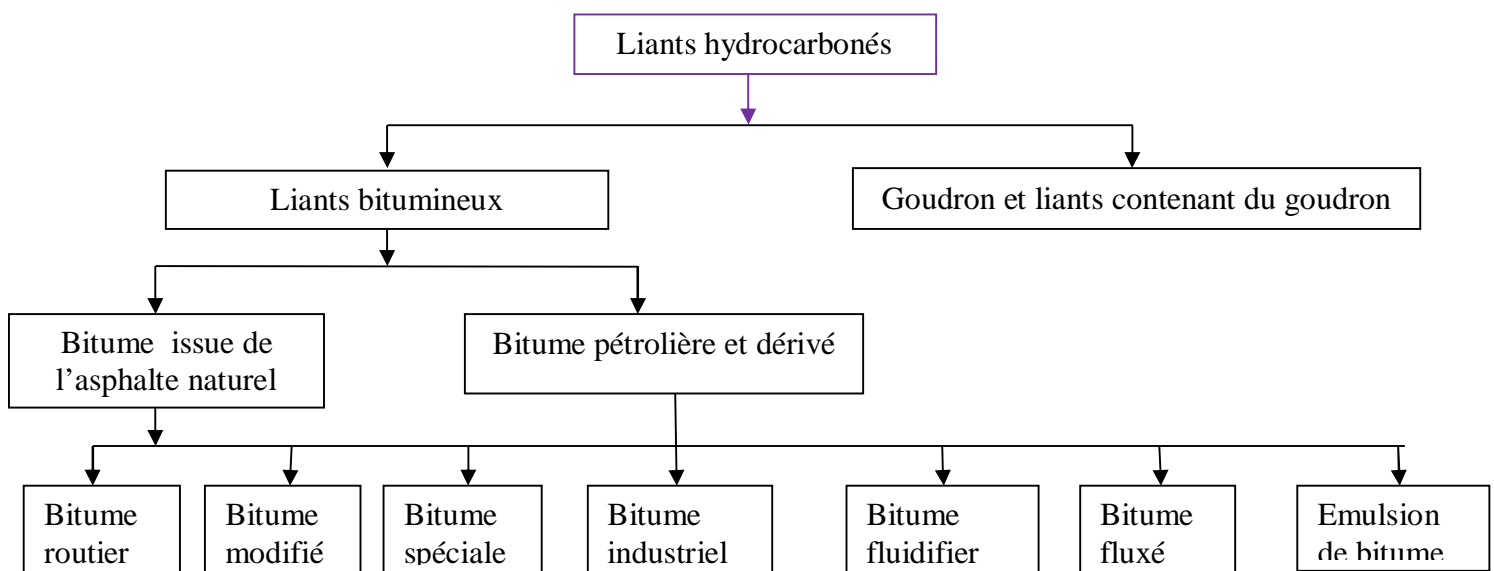 Liants hydrocarbonés
Liants bitumineux
Goudron et liants contenant du goudron
Bitume issue de
l’asphalte naturel
Bitume pétrolière et dérivé
Bitume
routier
Bitume
modifié
Bitume
spéciale
Bitume
industriel
Bitume
fluidifier
Bitume
fluxé
Emulsion
de bitume